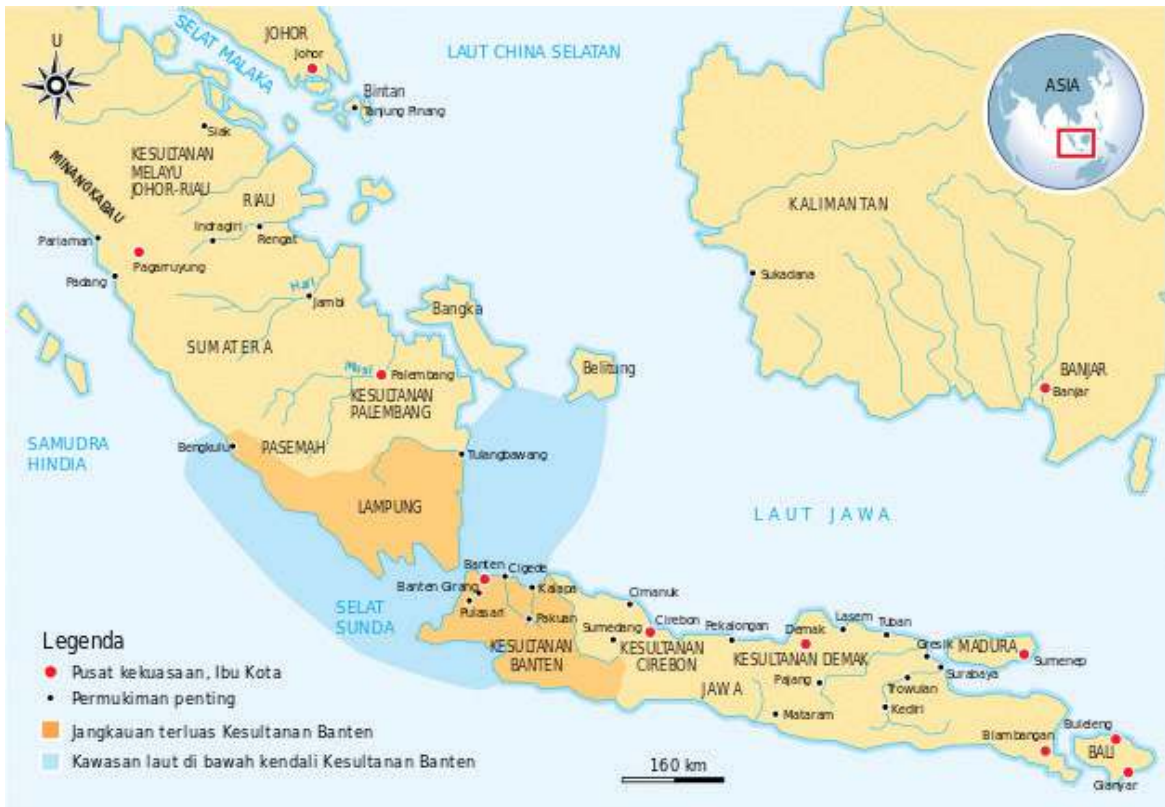 U
SELAT MALAKA
JOHOR
Johor
LAUT CHINA SELATAN
Bintan
Tanjung Pinang
ASIA
Siak
KESULTANAN
MELAYU
JOHOR-RIAU
MINANGKABAU
RIAU
Indragiri
Rengat
Pariaman
Pagarruyung
Padang
Hari
Jambi
KALIMANTAN
Sukadana
Bangka
SUMATERA
Musi
Palembang
KESULTANAN
PALEMBANG
Belitung
BANJAR
Banjar
SAMUDRA
HINDIA
Bengkulu
PASEMAH
Tulangbawang
LAMPUNG
LAUT JAWA
Banten
Cigede
Banten Girang
Kalapa
Pulasari
Pakuan
SELAT
SUNDA
KESULTANAN
BANTEN
Cimanuk
Sumedang
Cirebon
KESULTANAN
CIREBON
Pekalongan
Demak
Lasem
Tuban
KESULTANAN DEMAK
Gresik
MADURA
Sumenap
Surabaya
JAWA
Pajang
Trowulan
Kediri
Mataram
Blambangan
Buleleng
BALI
Gianyar
Legenda
Pusat kekuasaan, Ibu Kota
Permukiman penting
Jangkauan terluas Kesultanan Banten
Kawasan laut di bawah kendali Kesultanan Banten
160 km